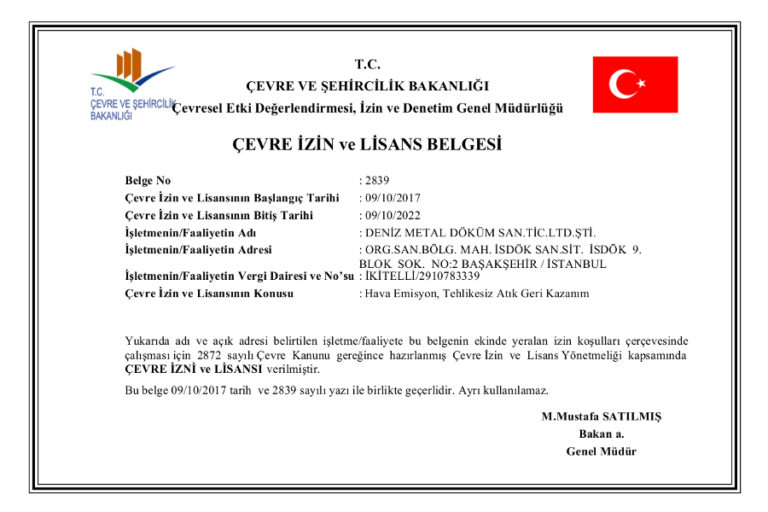 T.C.
ÇEVRE VE ŞEHİRCİLİK BAKANLIĞI
Çevresel Etki Değerlendirmesi, İzin ve Denetim Genel Müdürlüğü
T.C.
ÇEVRE VE ŞEHİRCİLİK
BAKANLIĞI
ÇEVRE İZİN ve LİSANS BELGESİ
Belge No : 2839
Çevre İzin ve Lisansının Başlangıç Tarihi : 09/10/2017
Çevre İzin ve Lisansının Bitiş Tarihi : 09/10/2022
İşletmenin/Faaliyetin Adı : DENİZ METAL DÖKÜM SAN.TİC.LTD.ŞTİ.
İşletmenin/Faaliyetin Adresi : ORG.SAN.BÖLG. MAH. İSDÖK SAN.SİT. İSDÖK 9.
BLOK SOK. NO:2 BAŞAKŞEHİR / İSTANBUL
İşletmenin/Faaliyetin Vergi Dairesi ve No'su : İKİTELLİ/2910783339
Çevre İzin ve Lisansının Konusu : Hava Emisyon, Tehlikesiz Atık Geri Kazanım
Yukarıda adı ve açık adresi belirtilen işletme/faaliyete bu belgenin ekinde yeralan izin koşulları çerçevesinde
çalışması için 2872 sayılı Çevre Kanunu gereğince hazırlanmış Çevre İzin ve Lisans Yönetmeliği kapsamında
ÇEVRE İZNİ ve LİSANSI verilmiştir.
Bu belge 09/10/2017 tarih ve 2839 sayılı yazı ile birlikte geçerlidir. Ayrı kullanılamaz.
M.Mustafa SATILMIŞ
Bakan a.
Genel Müdür